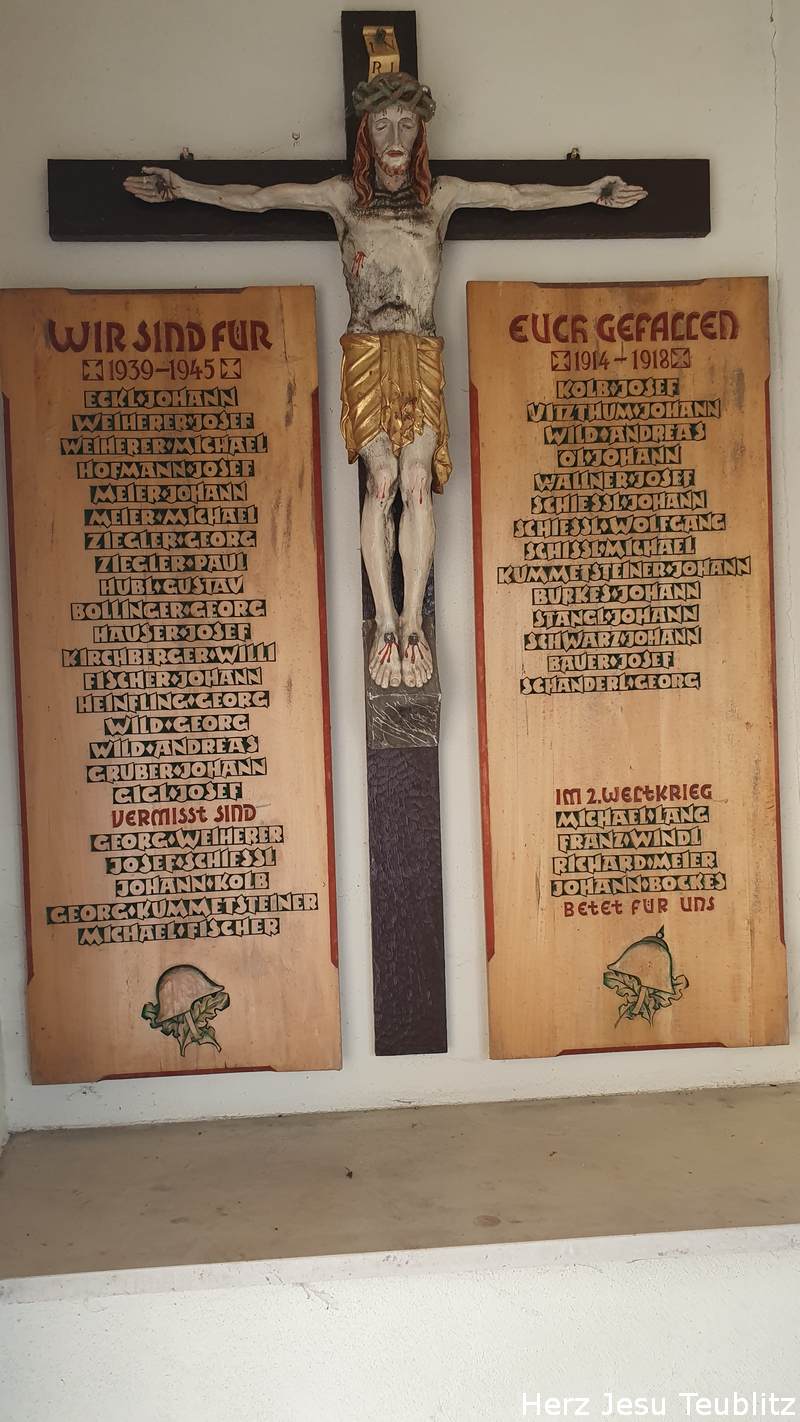 INRI
WIR SIND FÜR
1939–1945
ECKL·JOHANN
WEIHERER·JOSEF
WEIHERER·MICHAEL
HOFMANN·JOSEF
MEIER·JOHANN
MEIER·MICHAEL
ZIEGLER·GEORG
ZIEGLER·PAUL
HUBL·GUSTAV
BOLLINGER·GEORG
HAUSER·JOSEF
KIRCHBERGER·WILLI
FISCHER·JOHANN
HEINFLING·GEORG
WILD·GEORG
WILD·ANDREAS
GRUBER·JOHANN
GIGL·JOSEF
VERMISST SIND
GEORG·WEIHERER
JOSEF·SCHIESSL
JOHANN·KOLB
GEORG·KUMMETSTEINER
MICHAEL·FISCHER
EUCH GEFALLEN
1914–1918
KOLB·JOSEF
VITZTHUM·JOHANN
WILD·ANDREAS
OL·JOHANN
WALLNER·JOSEF
SCHIESSL·JOHANN
SCHIESSL·WOLFGANG
SCHISSL·MICHAEL
KUMMETSTEINER·JOHANN
BURKES·JOHANN
STANGL·JOHANN
SCHWARZ·JOHANN
BAUER·JOSEF
SCHANDERL·GEORG
IM 2.WELTKRIEG
MICHAEL·LANG
FRANZ·WINDL
RICHARD·MEIER
JOHANN·BOCKES
BETET FÜR UNS
Herz Jesu Teublitz